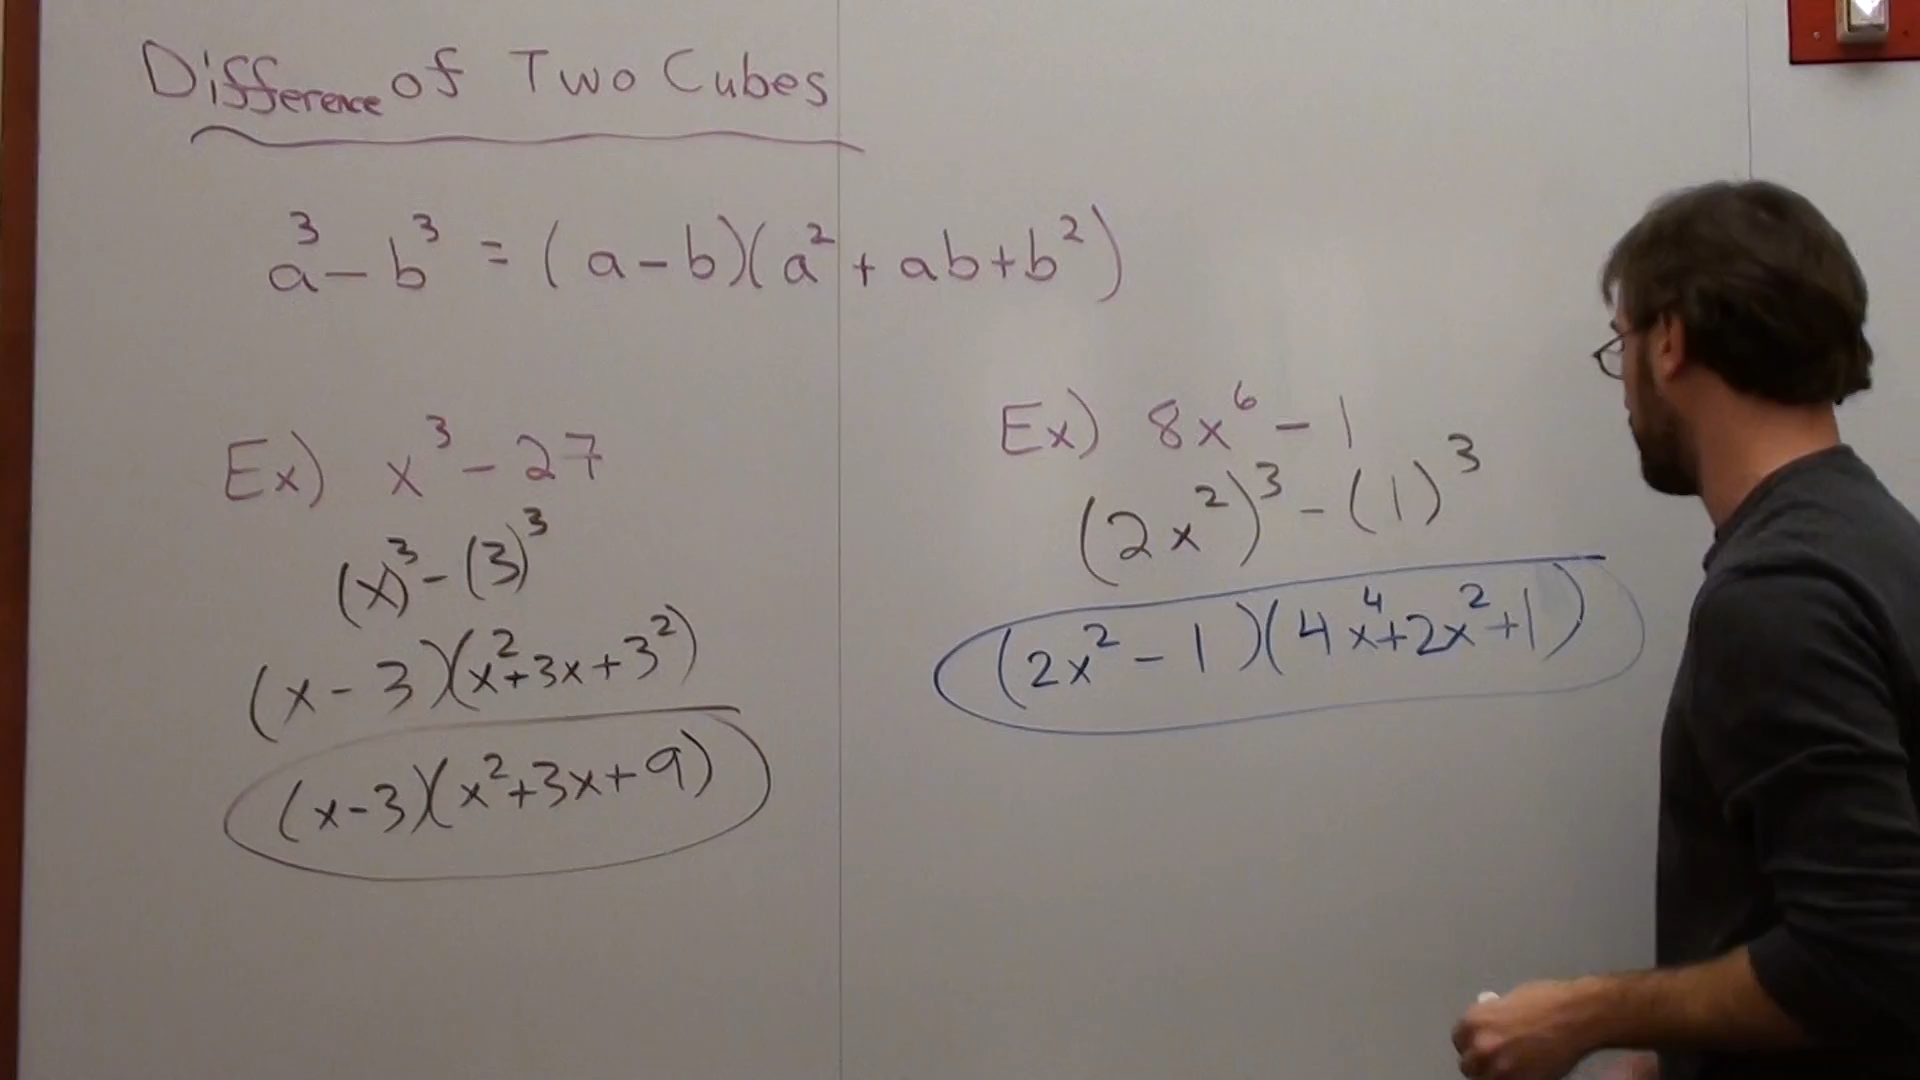 Difference of Two Cubes
a³ - b³ = (a - b)(a² + ab + b²)
Ex) x³ - 27
(x)³ - (3)³
(x - 3)(x² + 3x + 3²)
(x - 3)(x² + 3x + 9)
Ex) 8x⁶ - 1
(2x²)³ - (1)³
(2x² - 1)(4x⁴ + 2x² + 1)